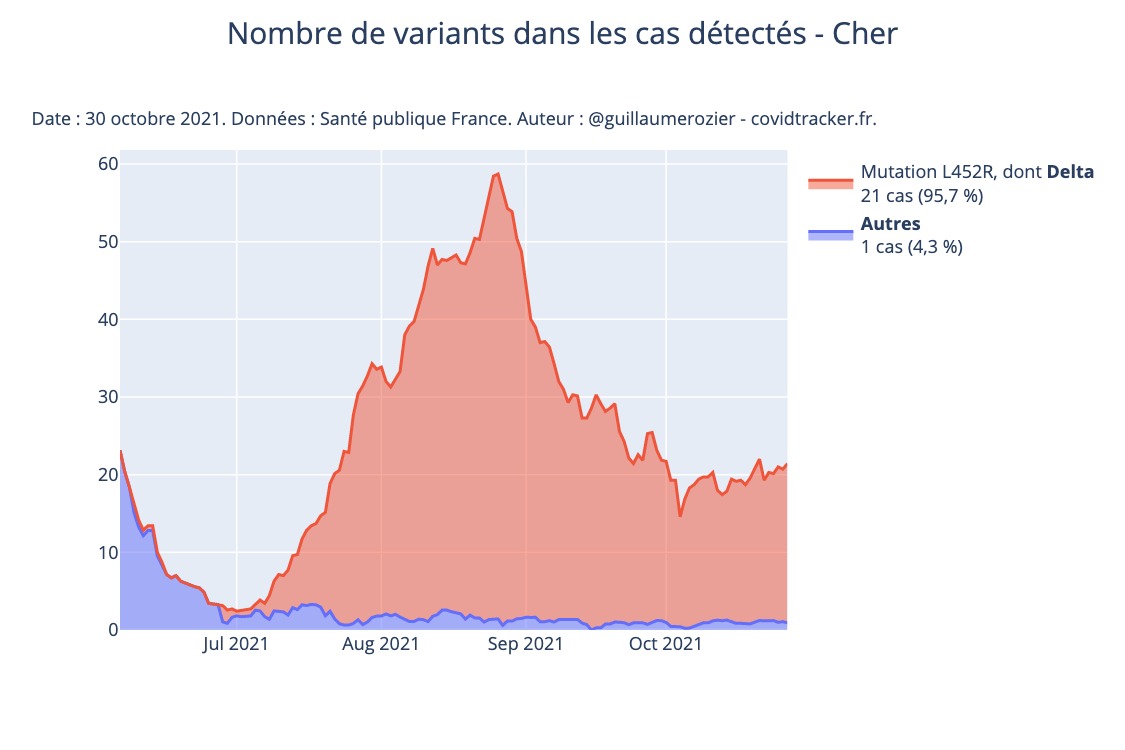 Nombre de variants dans les cas détectés - Cher
Date : 30 octobre 2021. Données : Santé publique France. Auteur : @guillaumerozier - covidtracker.fr.
60
50
40
30
20
10
0
Jul 2021
Aug 2021
Sep 2021
Oct 2021
Mutation L452R, dont Delta
21 cas (95,7 %)
Autres
1 cas (4,3 %)